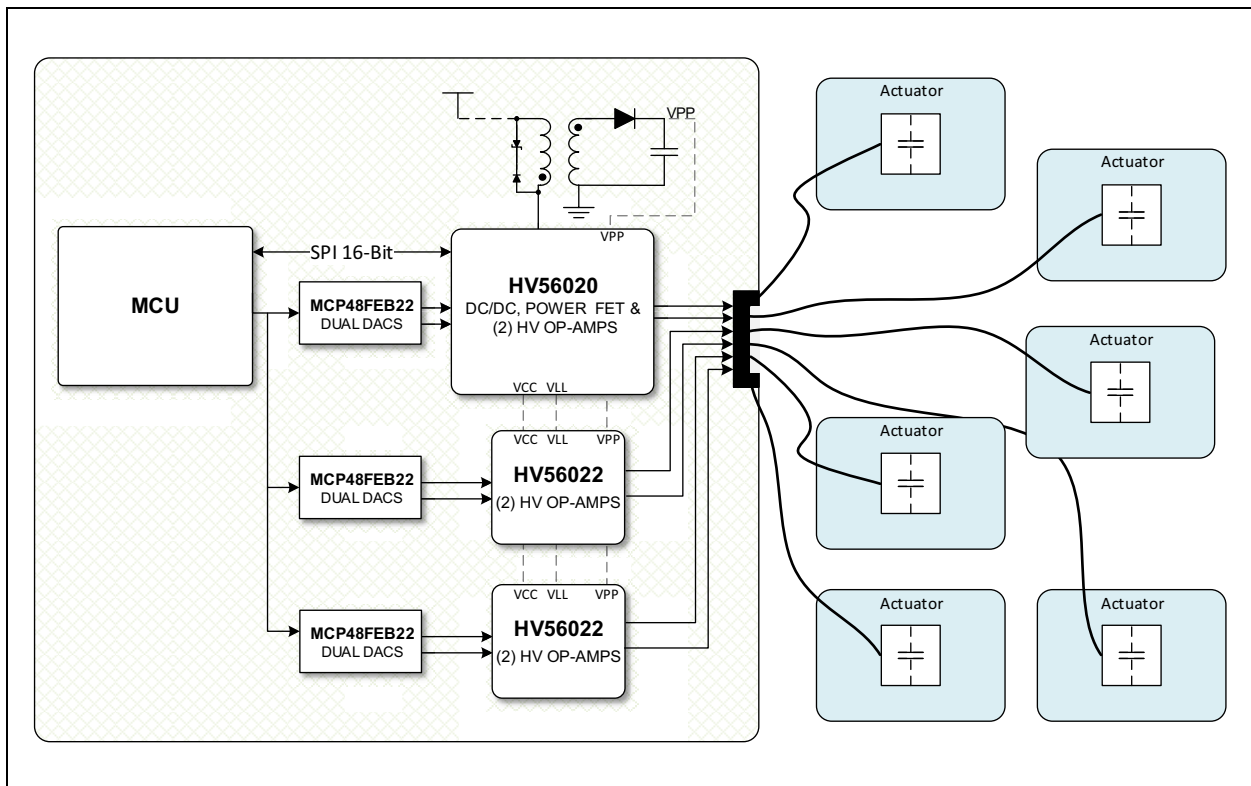 Actuator
Actuator
VPP
VPP
SPI 16-Bit
MCU
HV56020
DC/DC, POWER FET &
(2) HV OP-AMPS
MCP48FEB22
DUAL DACS
VCC VLL
Actuator
Actuator
VCC VLL VPP
HV56022
(2) HV OP-AMPS
MCP48FEB22
DUAL DACS
VCC VLL VPP
HV56022
(2) HV OP-AMPS
MCP48FEB22
DUAL DACS
Actuator
Actuator